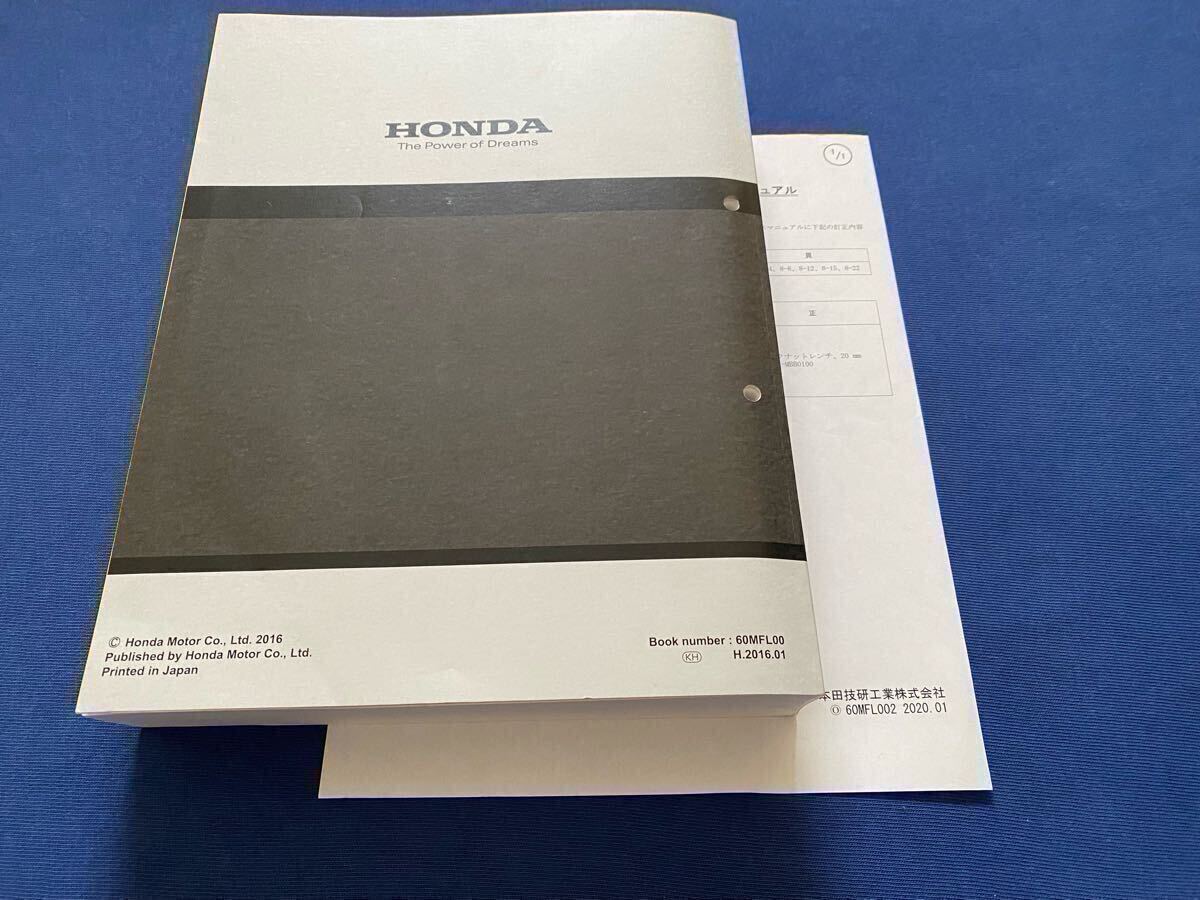 HONDA
The Power of Dreams
© Honda Motor Co., Ltd. 2016
Published by Honda Motor Co., Ltd.
Printed in Japan
Book number : 60MFL00
KH H.2016.01
1/1
ュアル
マニュアルに下記の訂正内容
頁
8-6、8-12、8-15、8-22
正
ナットレンチ、20 mm
-MBB0100
本田技研工業株式会社
Ⓞ 60MFL002 2020.01